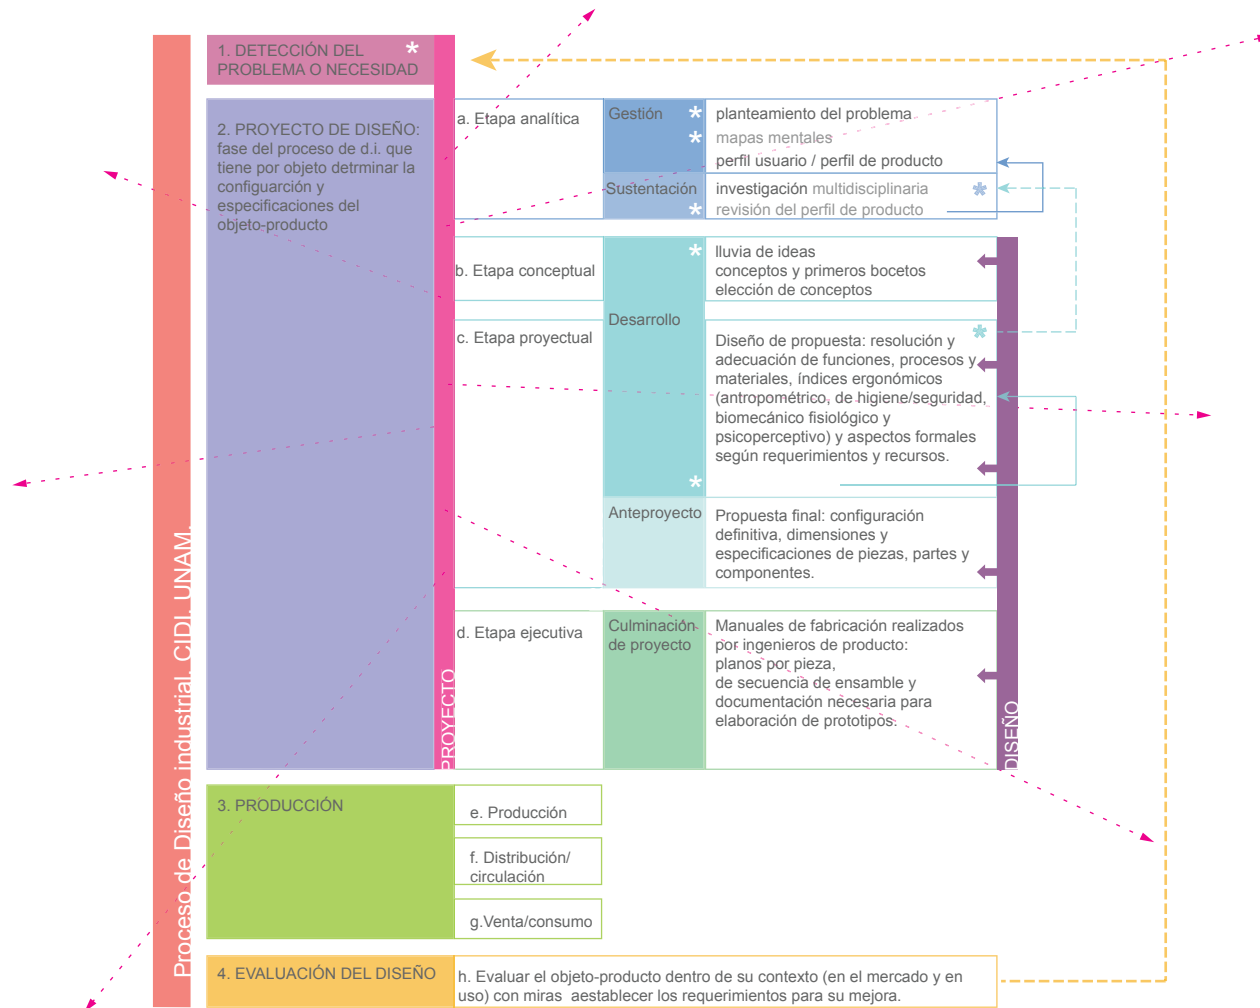 Proceso de Diseño industrial. CIDI. UNAM.
1. DETECCIÓN DEL *
PROBLEMA O NECESIDAD
PROYECTO
2. PROYECTO DE DISEÑO:
fase del proceso de d.i. que
tiene por objeto detrminar la
configuarción y
especificaciones del
objeto-producto
a. Etapa analítica
Gestión *
*
planteamiento del problema
mapas mentales
perfil usuario / perfil de producto
Sustentación
*
investigación multidisciplinaria *
revisión del perfil de producto
b. Etapa conceptual
*
lluvia de ideas
conceptos y primeros bocetos
elección de conceptos
Desarrollo
c. Etapa proyectual
*
Diseño de propuesta: resolución y
adecuación de funciones, procesos y
materiales, índices ergonómicos
(antropométrico, de higiene/seguridad,
biomecánico fisiológico y
psicoperceptivo) y aspectos formales
según requerimientos y recursos.
*
Anteproyecto
Propuesta final: configuración
definitiva, dimensiones y
especificaciones de piezas, partes y
componentes.
d. Etapa ejecutiva
Culminación
de proyecto
Manuales de fabricación realizados
por ingenieros de producto:
planos por pieza,
de secuencia de ensamble y
documentación necesaria para
elaboración de prototipos.
DISEÑO
3. PRODUCCIÓN
e. Producción
f. Distribución/
circulación
g.Venta/consumo
4. EVALUACIÓN DEL DISEÑO
h. Evaluar el objeto-producto dentro de su contexto (en el mercado y en
uso) con miras aestablecer los requerimientos para su mejora.